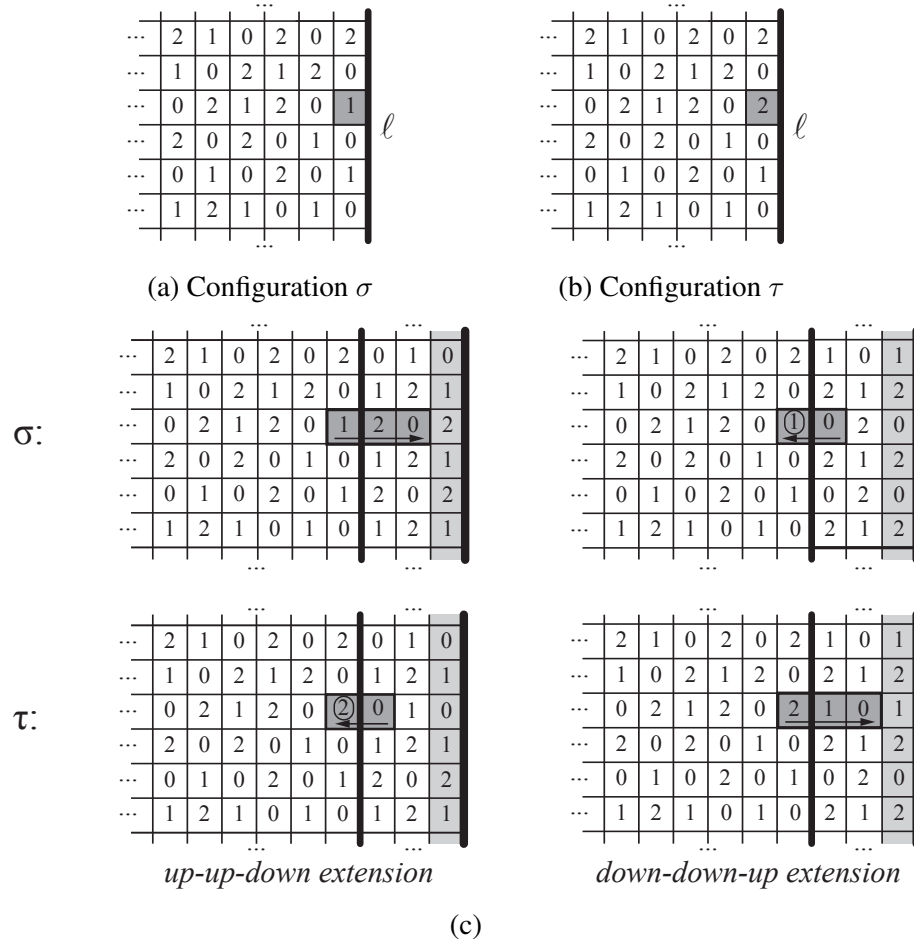 ...
... 2 1 0 2 0 2
... 1 0 2 1 2 0
... 0 2 1 2 0 1
ℓ
... 2 0 2 0 1 0
... 0 1 0 2 0 1
... 1 2 1 0 1 0
...
(a) Configuration σ
...
... 2 1 0 2 0 2
... 1 0 2 1 2 0
... 0 2 1 2 0 2
ℓ
... 2 0 2 0 1 0
... 0 1 0 2 0 1
... 1 2 1 0 1 0
...
(b) Configuration τ
σ:
... ...
... 2 1 0 2 0 2 0 1 0
... 1 0 2 1 2 0 1 2 1
... 0 2 1 2 0 1 2 0 2
... 2 0 2 0 1 0 1 2 1
... 0 1 0 2 0 1 2 0 2
... 1 2 1 0 1 0 1 2 1
... ...
... ...
... 2 1 0 2 0 2 1 0 1
... 1 0 2 1 2 0 2 1 2
... 0 2 1 2 0 1 0 2 0
... 2 0 2 0 1 0 2 1 2
... 0 1 0 2 0 1 0 2 0
... 1 2 1 0 1 0 2 1 2
... ...
τ:
... ...
... 2 1 0 2 0 2 0 1 0
... 1 0 2 1 2 0 1 2 1
... 0 2 1 2 0 2 0 1 0
... 2 0 2 0 1 0 1 2 1
... 0 1 0 2 0 1 2 0 2
... 1 2 1 0 1 0 1 2 1
... ...
up-up-down extension
... ...
... 2 1 0 2 0 2 1 0 1
... 1 0 2 1 2 0 2 1 2
... 0 2 1 2 0 2 1 0 1
... 2 0 2 0 1 0 2 1 2
... 0 1 0 2 0 1 0 2 0
... 1 2 1 0 1 0 2 1 2
... ...
down-down-up extension
(c)